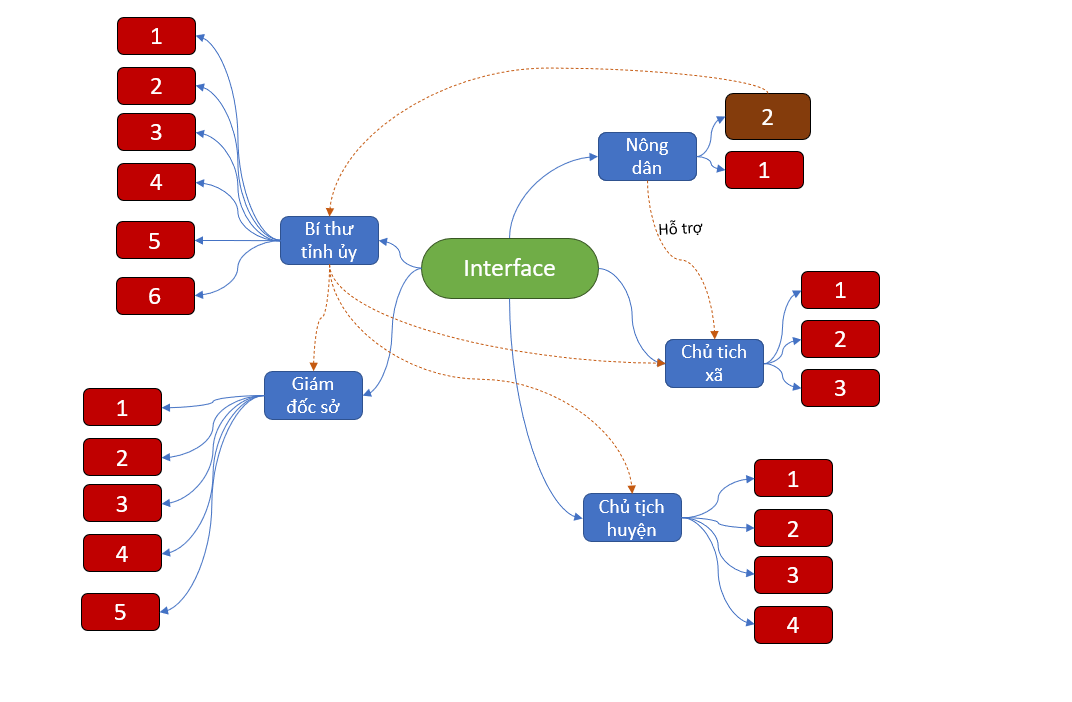 1
2
3
4
5
6
Bí thư
tỉnh ủy
Interface
Nông
dân
2
1
Hỗ trợ
Chủ tich
xã
1
2
3
Giám
đốc sở
1
2
3
4
5
Chủ tịch
huyện
1
2
3
4